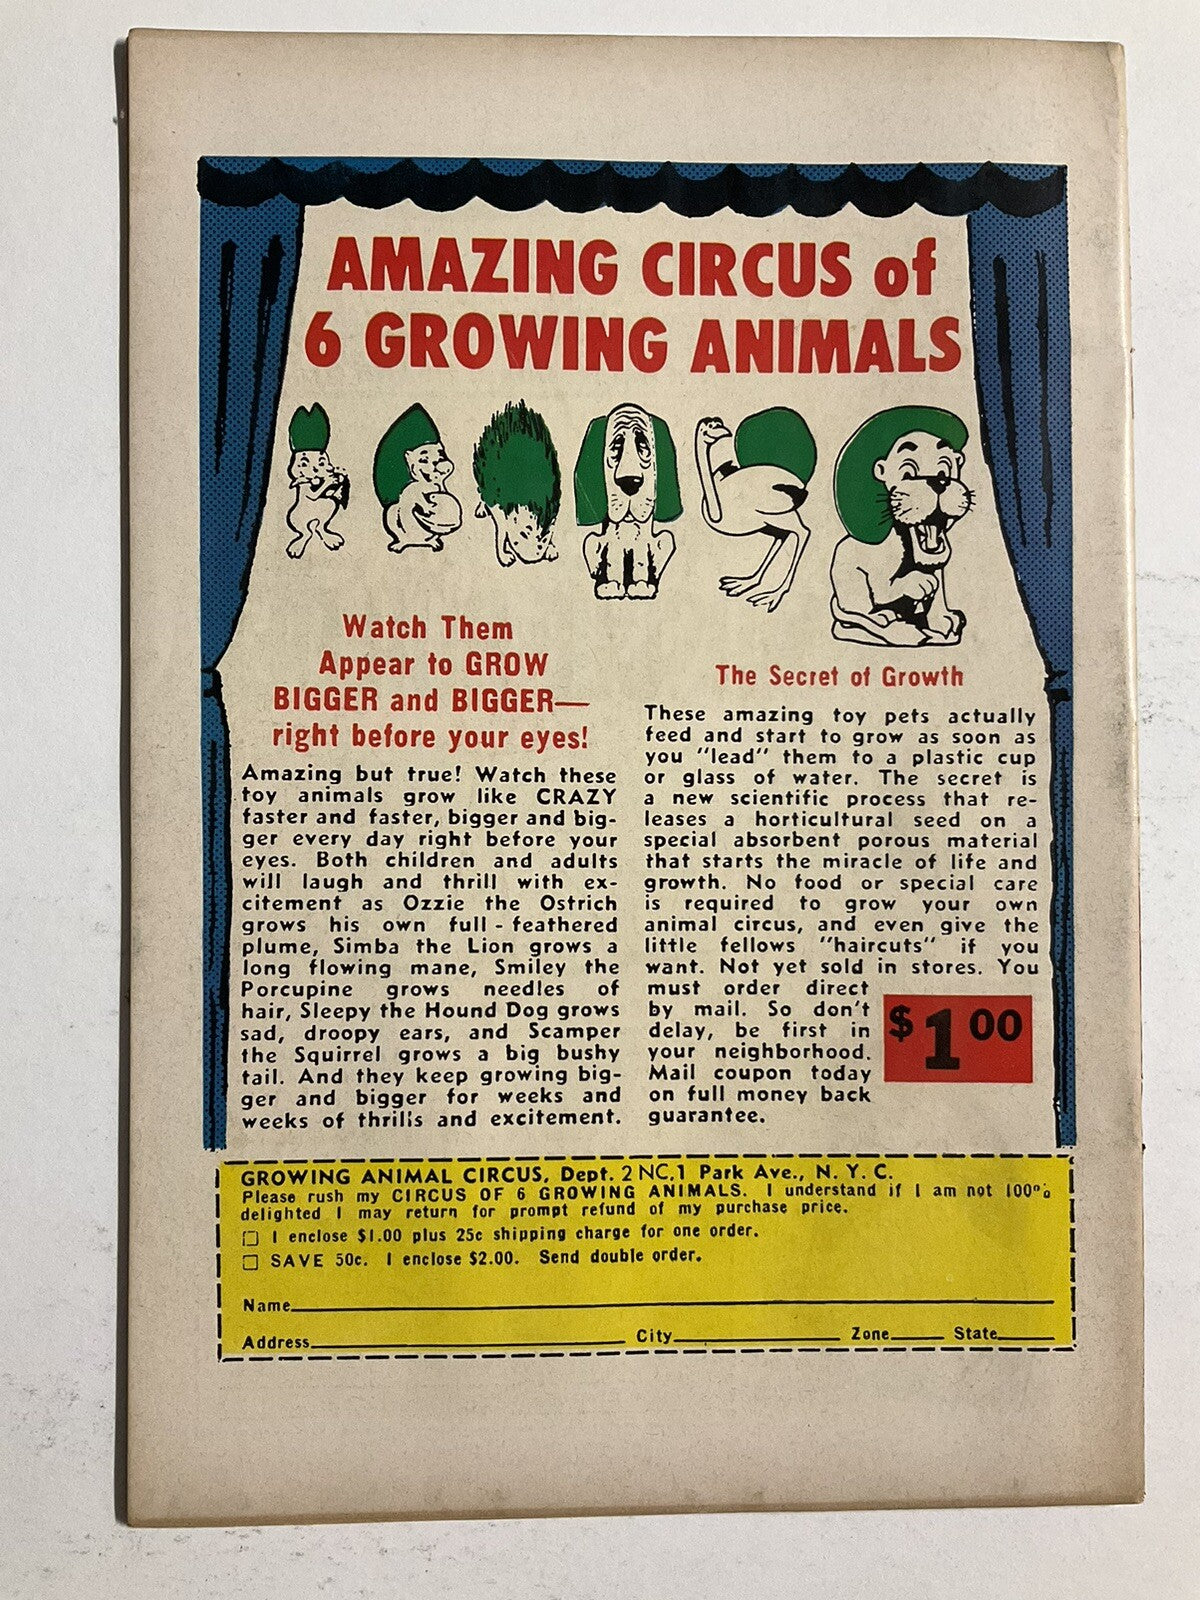 AMAZING CIRCUS of
6 GROWING ANIMALS
Watch Them
Appear to GROW
BIGGER and BIGGER—
right before your eyes!
Amazing but true! Watch these
toy animals grow like CRAZY
faster and faster, bigger and big-
ger every day right before your
eyes. Both children and adults
will laugh and thrill with ex-
citement as Ozzie the Ostrich
grows his own full-feathered
plume, Simba the Lion grows a
long flowing mane, Smiley the
Porcupine grows needles of
hair, Sleepy the Hound Dog grows
sad, droopy ears, and Scamper
the Squirrel grows a big bushy
tail. And they keep growing big-
ger and bigger for weeks and
weeks of thrills and excitement.
The Secret of Growth
These amazing toy pets actually
feed and start to grow as soon as
you "lead" them to a plastic cup
or glass of water. The secret is
a new scientific process that re-
leases a horticultural seed on a
special absorbent porous material
that starts the miracle of life and
growth. No food or special care
is required to grow your own
animal circus, and even give the
little fellows "haircuts" if you
want. Not yet sold in stores. You
must order direct
by mail. So don't
delay, be first in
your neighborhood.
Mail coupon today
on full money back
guarantee.
$1.00
GROWING ANIMAL CIRCUS, Dept. 2NC, 1 Park Ave., N. Y. C.
Please rush my CIRCUS OF 6 GROWING ANIMALS. I understand if I am not 100%
delighted I may return for prompt refund of my purchase price.
☐ I enclose $1.00 plus 25c shipping charge for one order.
☐ SAVE 50c. I enclose $2.00. Send double order.
Name
Address City Zone State